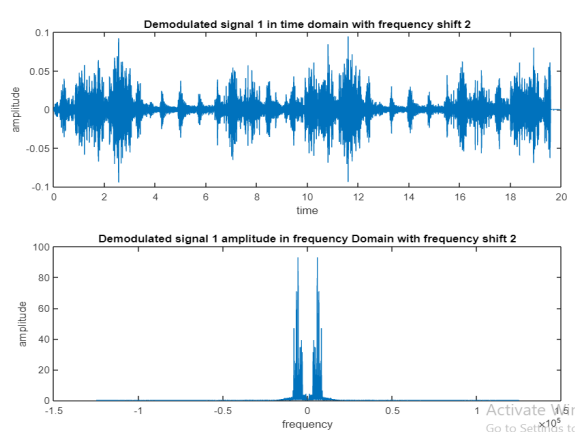 Demodulated signal 1 in time domain with frequency shift 2
0.1
0.05
0
-0.05
-0.1
amplitude
0 2 4 6 8 10 12 14 16 18 20
time
Demodulated signal 1 amplitude in frequency Domain with frequency shift 2
100
80
60
40
20
0
amplitude
-1.5 -1 -0.5 0 0.5 1 1.5
×10⁵
frequency
Activate Win
Go to Settings to